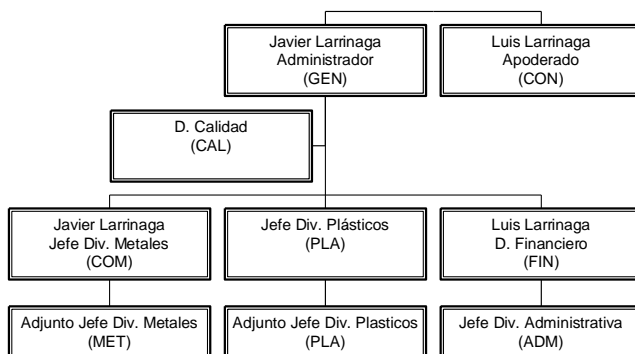 Javier Larrinaga
Administrador
(GEN)
Luis Larrinaga
Apoderado
(CON)
D. Calidad
(CAL)
Javier Larrinaga
Jefe Div. Metales
(COM)
Jefe Div. Plásticos
(PLA)
Luis Larrinaga
D. Financiero
(FIN)
Adjunto Jefe Div. Metales
(MET)
Adjunto Jefe Div. Plasticos
(PLA)
Jefe Div. Administrativa
(ADM)